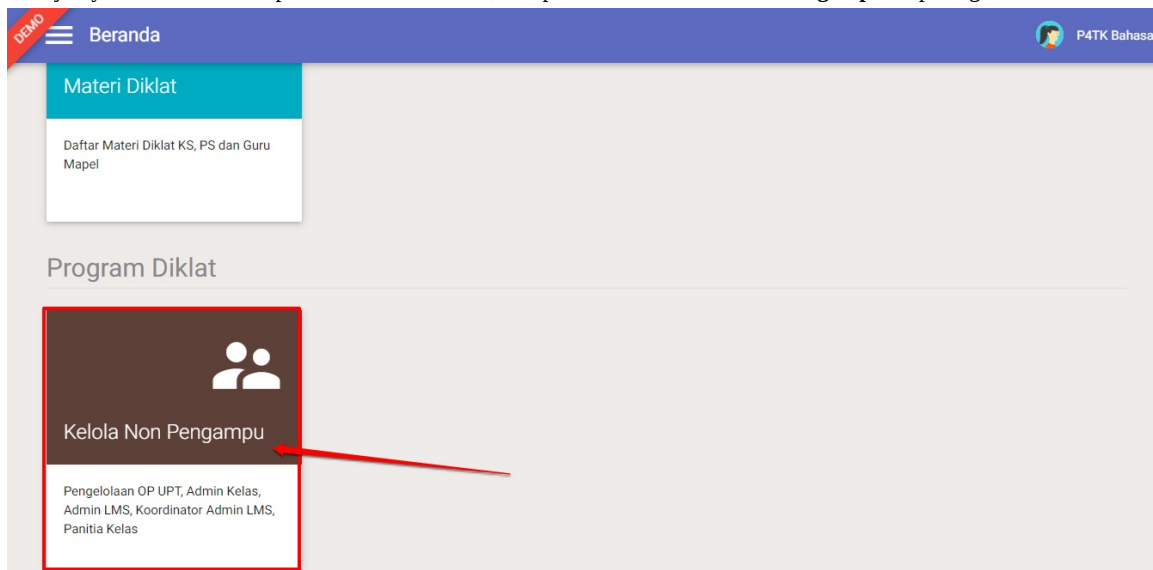 DEMO
Beranda
P4TK Bahasa
Materi Diklat
Daftar Materi Diklat KS, PS dan Guru
Mapel
Program Diklat
Kelola Non Pengampu
Pengelolaan OP UPT, Admin Kelas,
Admin LMS, Koordinator Admin LMS,
Panitia Kelas